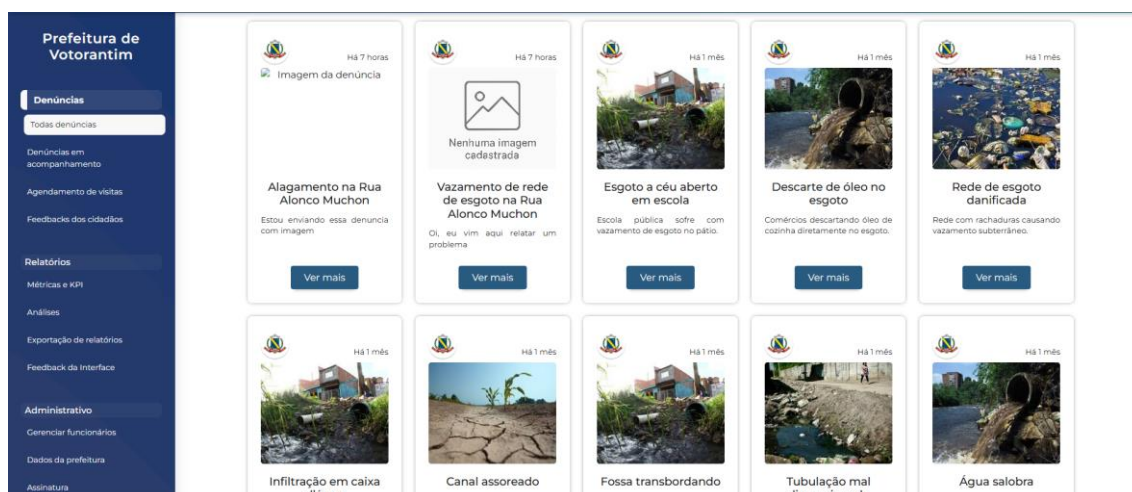 Prefeitura de
Votorantim
Denúncias
Todas denúncias
Denúncias em
acompanhamento
Agendamento de visitas
Feedbacks dos cidadãos
Relatórios
Métricas e KPI
Análises
Exportação de relatórios
Feedback da Interface
Administrativo
Gerenciar funcionários
Dados da prefeitura
Assinatura
Há 7 horas
Imagem da denúncia
Alagamento na Rua
Alonco Muchon
Estou enviando essa denuncia
com imagem
Ver mais
Há 7 horas
Nenhuma imagem
cadastrada
Vazamento de rede
de esgoto na Rua
Alonco Muchon
Oi, eu vim aqui relatar um
problema
Ver mais
Há 1 mês
Esgoto a céu aberto
em escola
Escola pública sofre com
vazamento de esgoto no pátio.
Ver mais
Há 1 mês
Descarte de óleo no
esgoto
Comércios descartando óleo de
cozinha diretamente no esgoto.
Ver mais
Há 1 mês
Rede de esgoto
danificada
Rede com rachaduras causando
vazamento subterrâneo.
Ver mais
Há 1 mês
Infiltração em caixa
Há 1 mês
Canal assoreado
Há 1 mês
Fossa transbordando
Há 1 mês
Tubulação mal
Há 1 mês
Água salobra